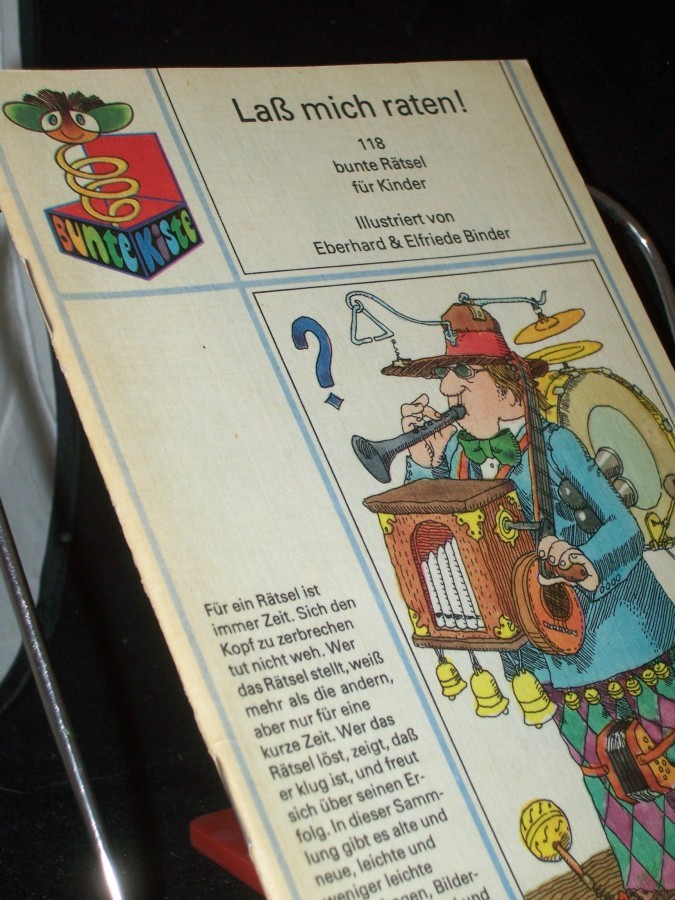 Laß mich raten!
118
bunte Rätsel
für Kinder
Illustriert von
Eberhard & Elfriede Binder
Bunte Kiste
?
Für ein Rätsel ist
immer Zeit. Sich den
Kopf zu zerbrechen
tut nicht weh. Wer
das Rätsel stellt, weiß
mehr als die andern,
aber nur für eine
kurze Zeit. Wer das
Rätsel löst, zeigt, daß
er klug ist, und freut
sich über seinen Er-
folg. In dieser Samm-
lung gibt es alte und
neue, leichte und
weniger leichte
Bilder-
und